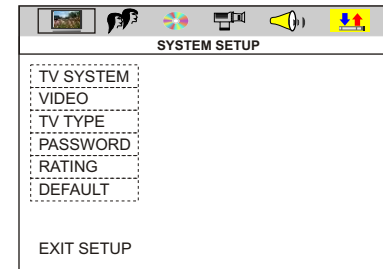 SYSTEM SETUP
TV SYSTEM
VIDEO
TV TYPE
PASSWORD
RATING
DEFAULT
EXIT SETUP